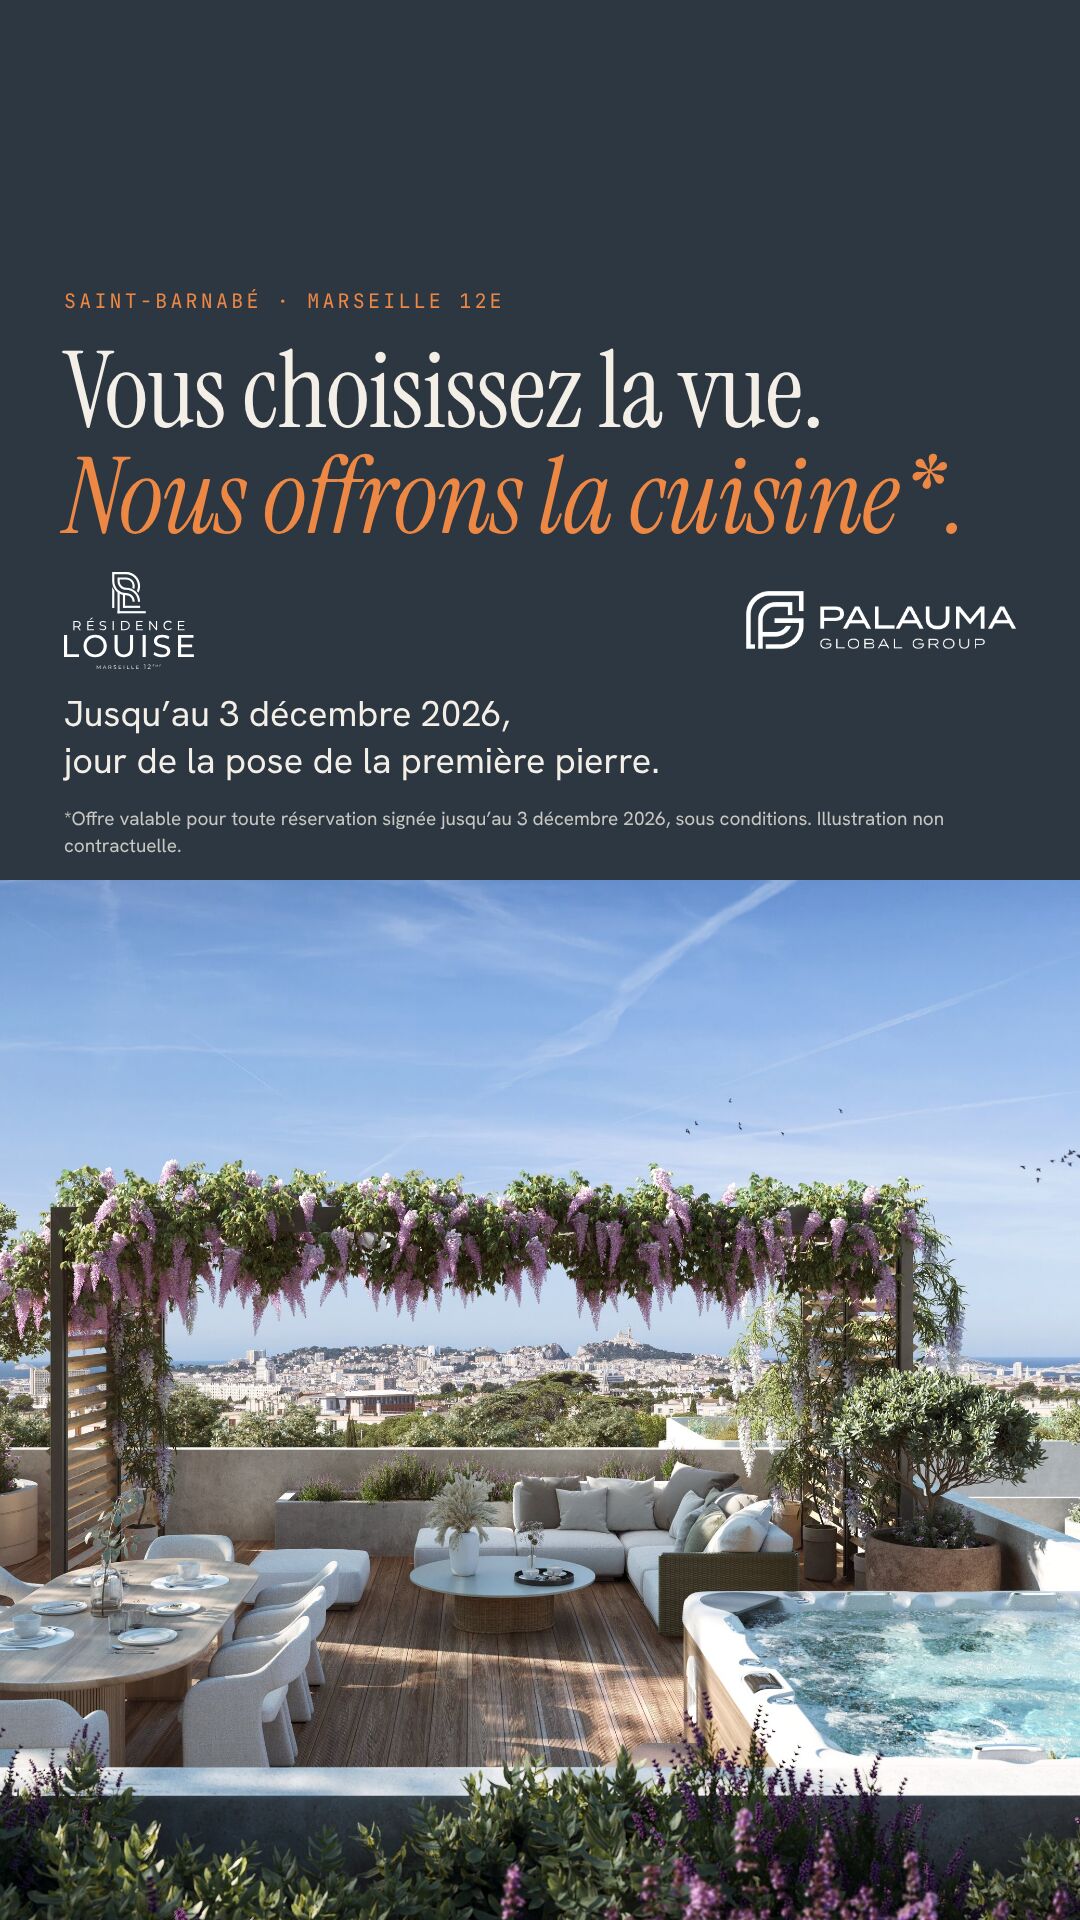 SAINT-BARNABÉ · MARSEILLE 12E
Vous choisissez la vue.
Nous offrons la cuisine*.
RÉSIDENCE
LOUISE
MARSEILLE 12ème
PALAUMA
GLOBAL GROUP
Jusqu’au 3 décembre 2026,
jour de la pose de la première pierre.
*Offre valable pour toute réservation signée jusqu’au 3 décembre 2026, sous conditions. Illustration non
contractuelle.